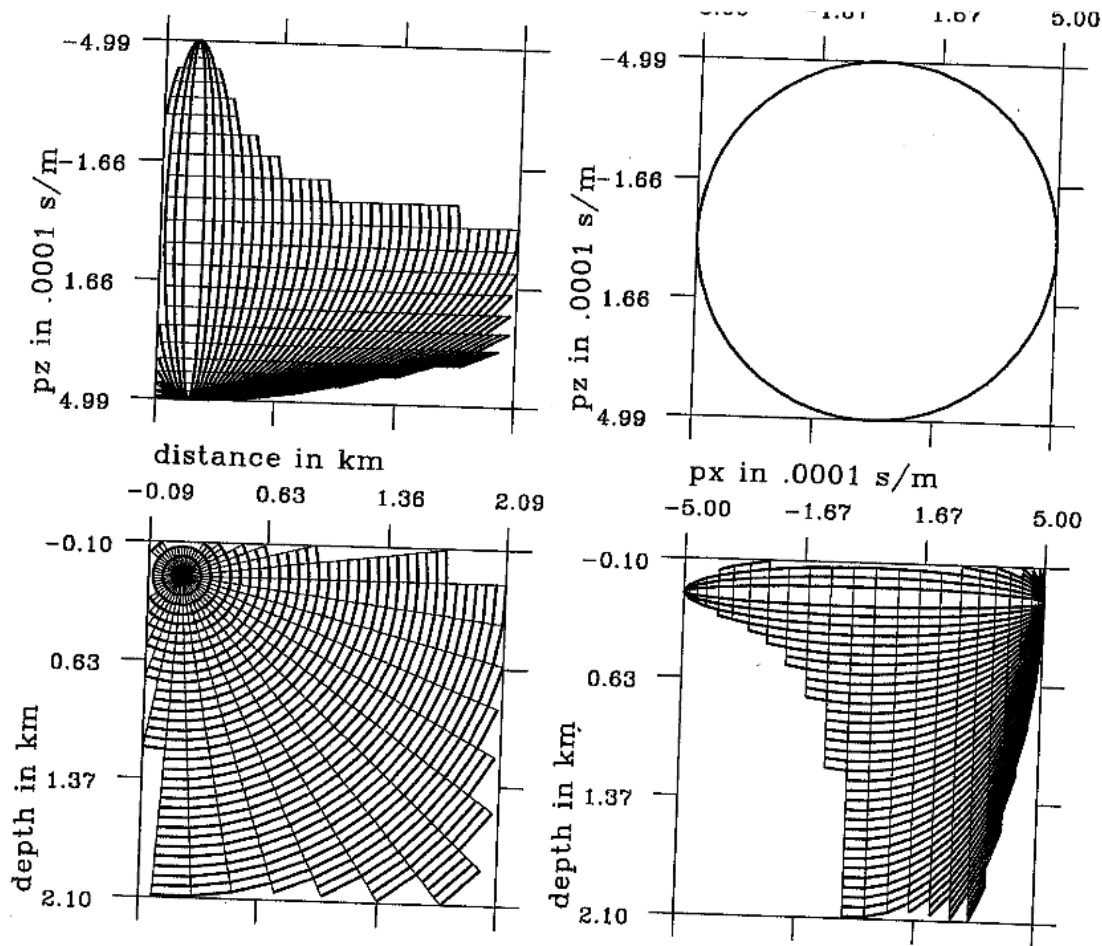 -1.67 1.67 5.00
-4.99
-1.66
1.66
4.99
pz in .0001 s/m
-4.99
-1.66
1.66
4.99
pz in .0001 s/m
distance in km
-0.09 0.63 1.36 2.09
-0.10
0.63
1.37
2.10
depth in km
px in .0001 s/m
-5.00 -1.67 1.67 5.00
-0.10
0.63
1.37
2.10
depth in km